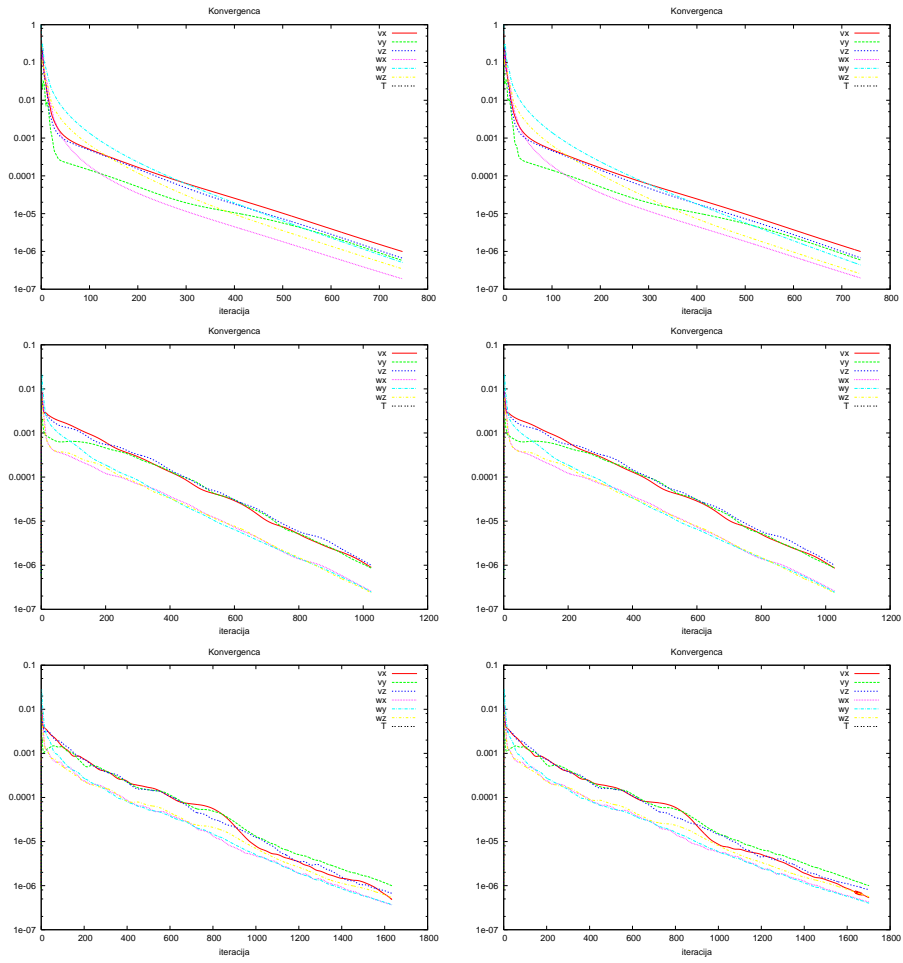 Konvergenca
1
0.1
0.01
0.001
0.0001
1e-05
1e-06
1e-07
vx
vy
vz
wx
wy
wz
T
0 100 200 300 400 500 600 700 800
iteracija
Konvergenca
1
0.1
0.01
0.001
0.0001
1e-05
1e-06
1e-07
vx
vy
vz
wx
wy
wz
T
0 100 200 300 400 500 600 700 800
iteracija
Konvergenca
0.1
0.01
0.001
0.0001
1e-05
1e-06
1e-07
vx
vy
vz
wx
wy
wz
T
0 200 400 600 800 1000 1200
iteracija
Konvergenca
0.1
0.01
0.001
0.0001
1e-05
1e-06
1e-07
vx
vy
vz
wx
wy
wz
T
0 200 400 600 800 1000 1200
iteracija
Konvergenca
0.1
0.01
0.001
0.0001
1e-05
1e-06
1e-07
vx
vy
vz
wx
wy
wz
T
0 200 400 600 800 1000 1200 1400 1600 1800
iteracija
Konvergenca
0.1
0.01
0.001
0.0001
1e-05
1e-06
1e-07
vx
vy
vz
wx
wy
wz
T
0 200 400 600 800 1000 1200 1400 1600 1800
iteracija